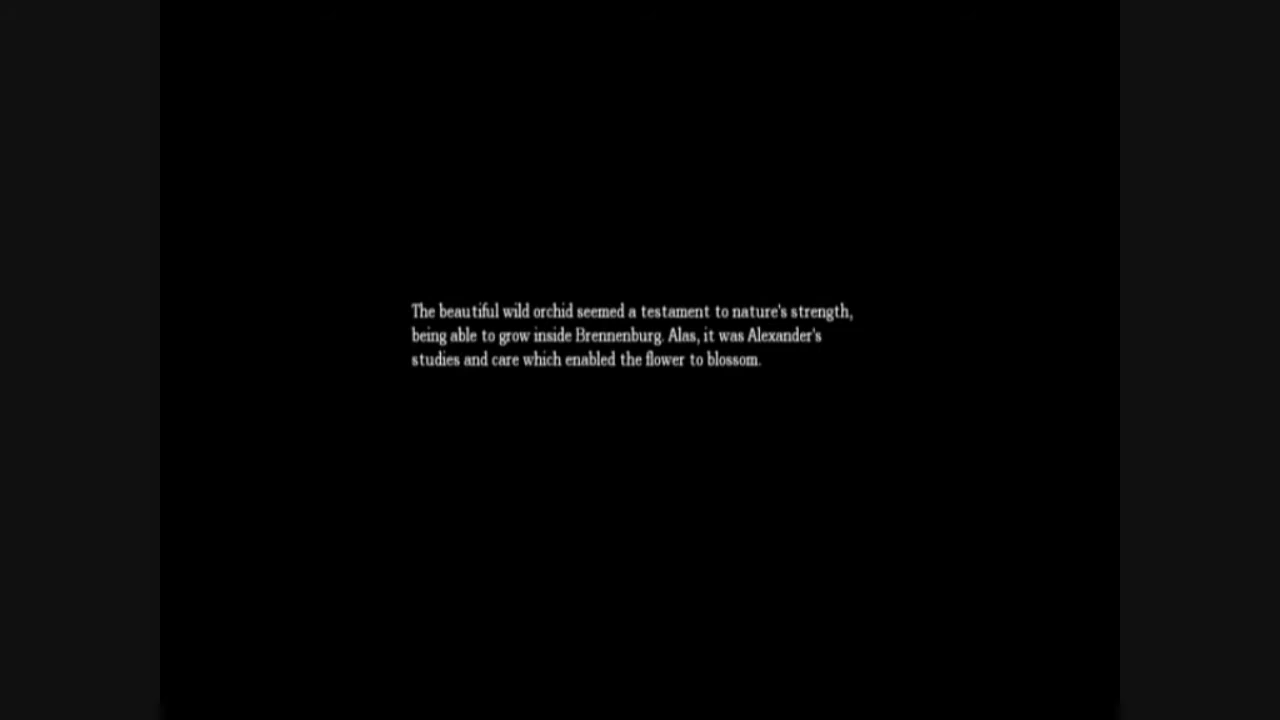 The beautiful wild orchid seemed a testament to nature's strength,
being able to grow inside Brennenburg. Alas, it was Alexander's
studies and care which enabled the flower to blossom.